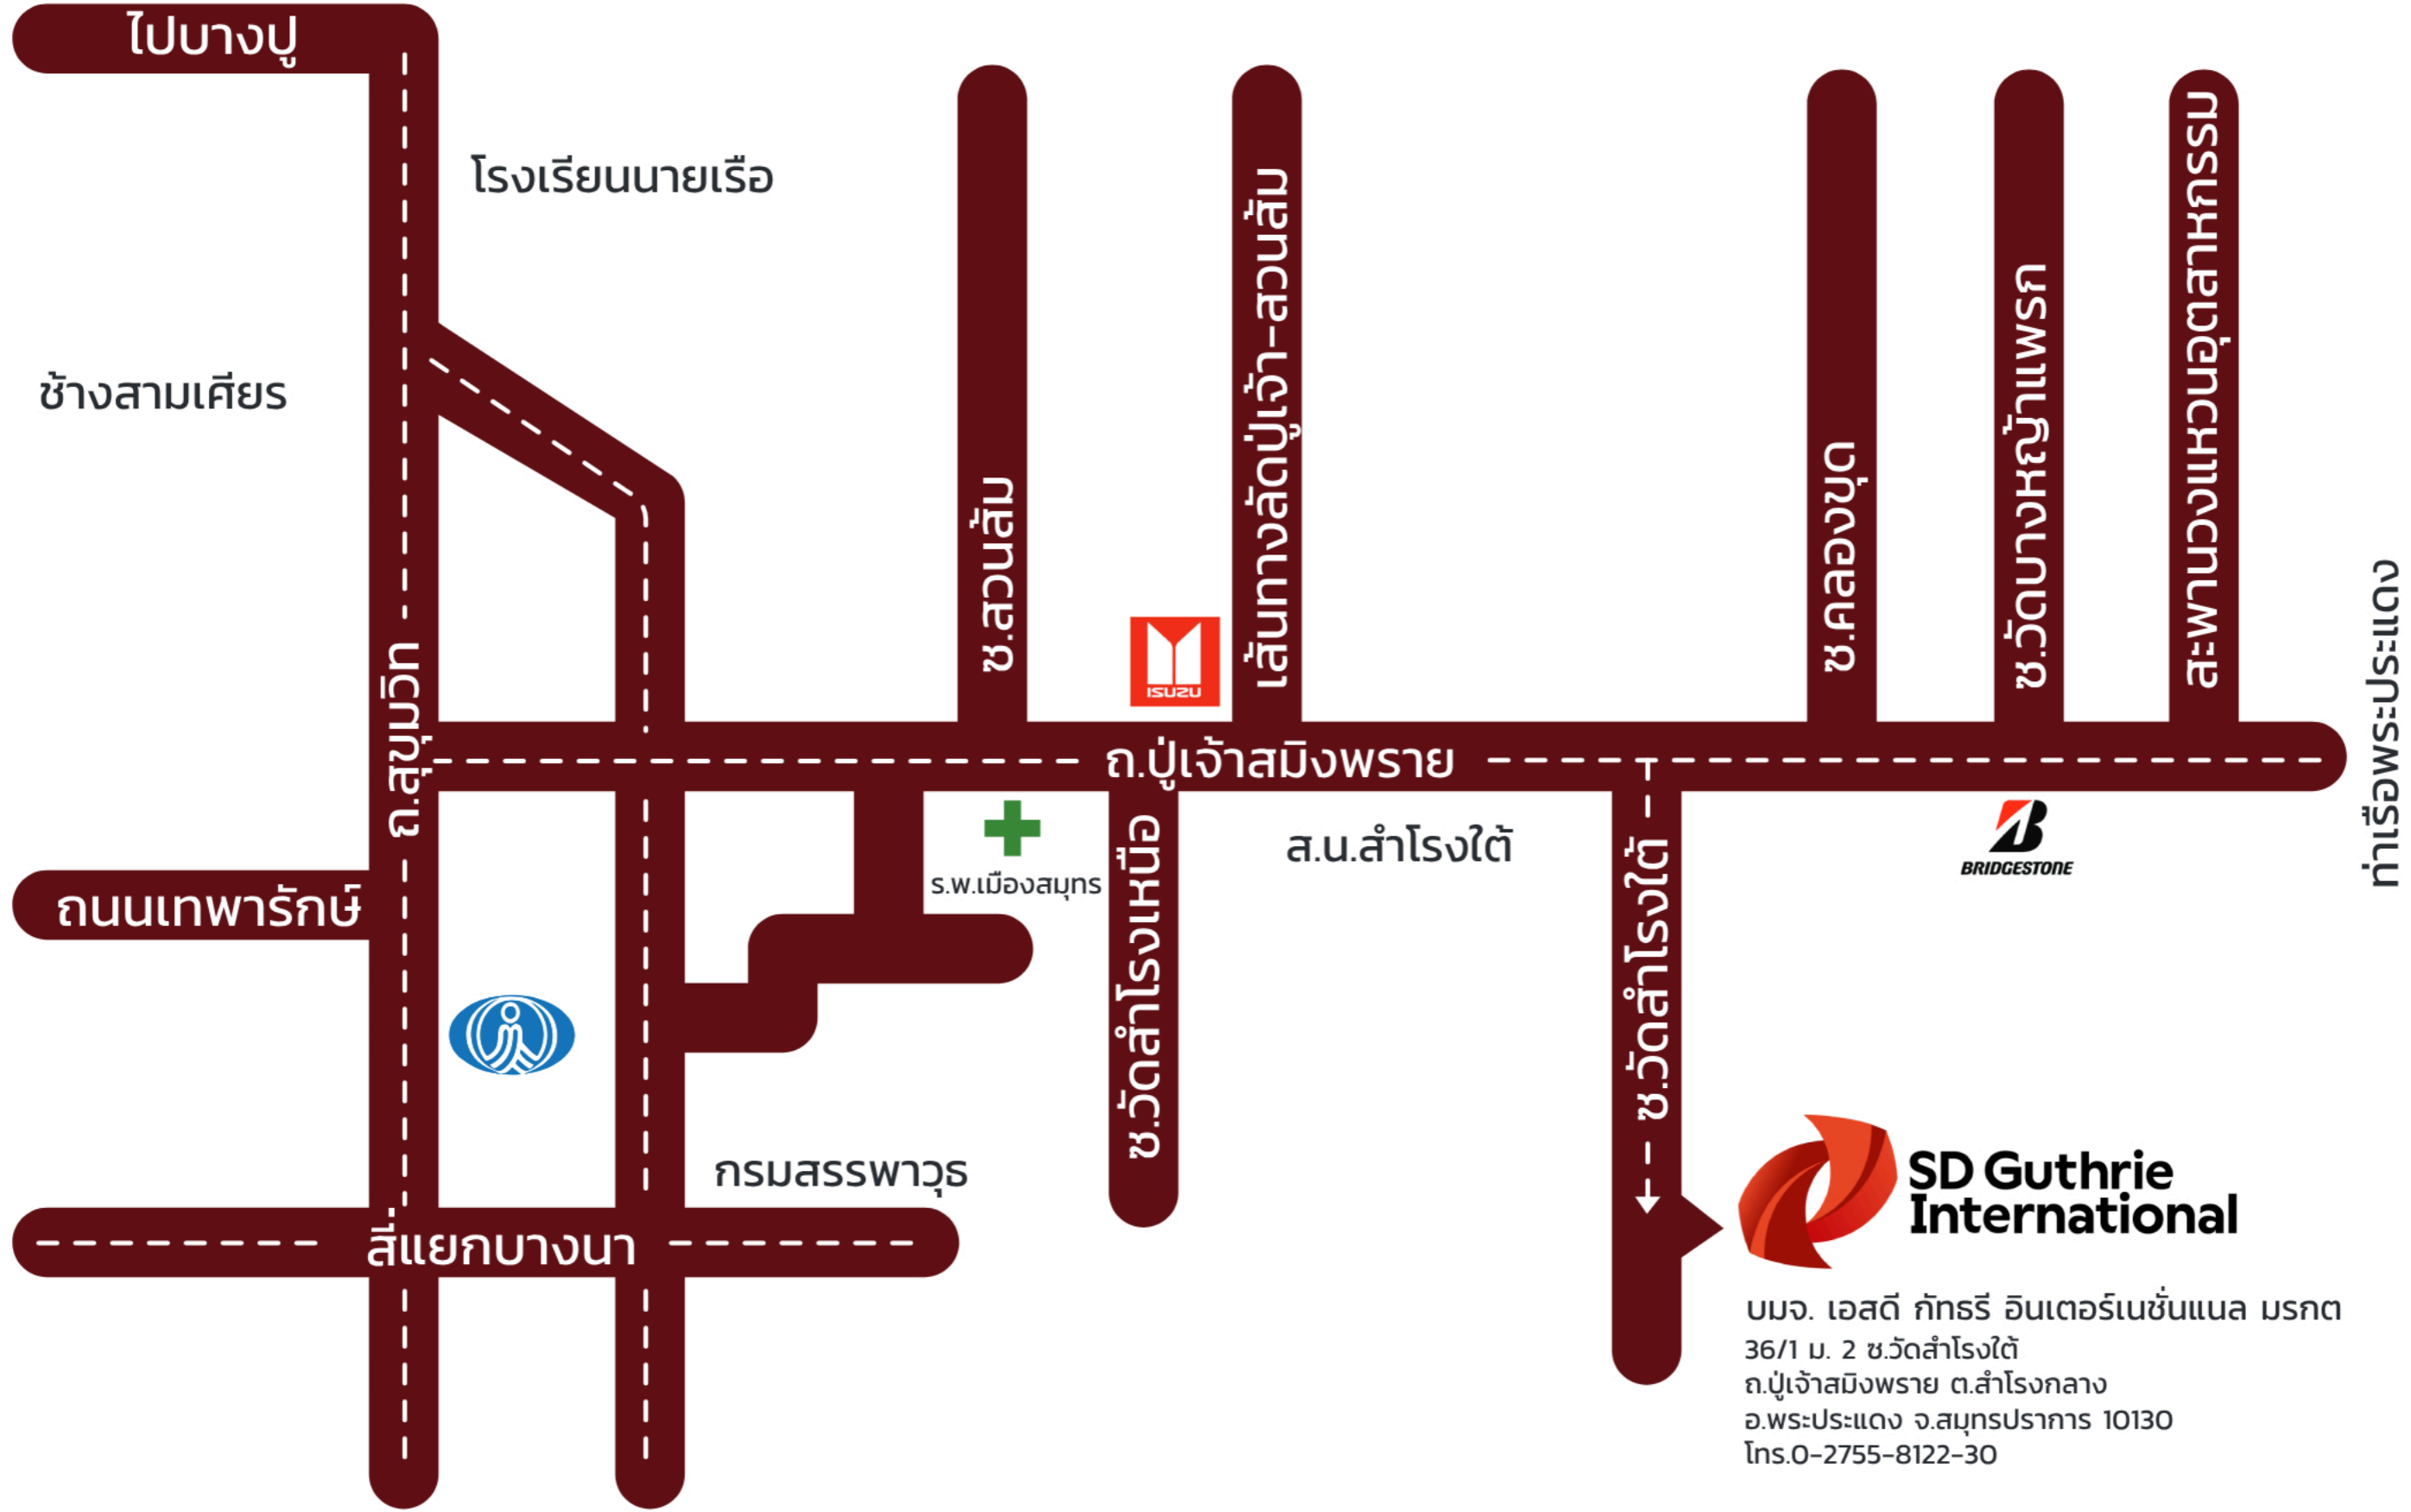 ไปบางปู
โรงเรียนนายเรือ
ช้างสามเศียร
ถ.สุขุมวิท
ซ.สวนส้ม
ISUZU
เส้นทางลัดปู่เจ้า-สวนส้ม
ซ.คลองขุด
ซ.วัดบางหญ้าแพรก
สะพานวงแหวนอุตสาหกรรม
ท่าเรือพระประแดง
ถ.ปู่เจ้าสมิงพราย
ร.พ.เมืองสมุทร
ซ.วัดสำโรงเหนือ
ส.น.สำโรงใต้
ซ.วัดสำโรงใต้
BRIDGESTONE
ถนนเทพารักษ์
กรมสรรพาวุธ
สี่แยกบางนา
SD Guthrie
International
บมจ. เอสดี กัทธรี อินเตอร์เนชั่นแนล มรกต
36/1 ม. 2 ซ.วัดสำโรงใต้
ถ.ปู่เจ้าสมิงพราย ต.สำโรงกลาง
อ.พระประแดง จ.สมุทรปราการ 10130
โทร.0-2755-8122-30